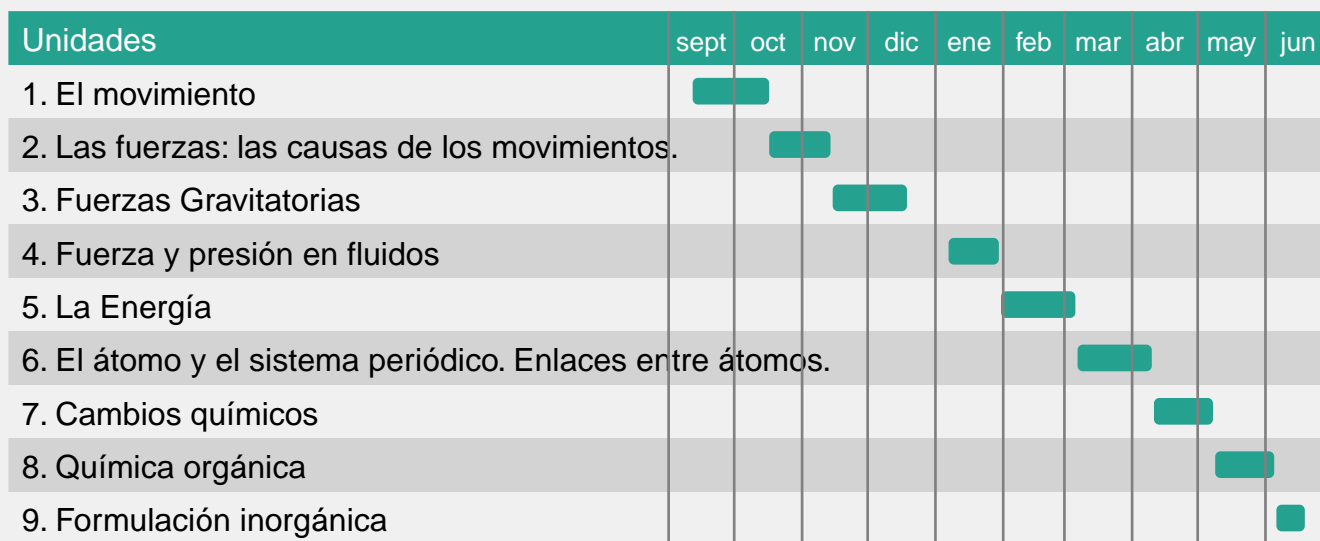 Unidades sept oct nov dic ene feb mar abr may jun
1. El movimiento
2. Las fuerzas: las causas de los movimientos.
3. Fuerzas Gravitatorias
4. Fuerza y presión en fluidos
5. La Energía
6. El átomo y el sistema periódico. Enlaces entre átomos.
7. Cambios químicos
8. Química orgánica
9. Formulación inorgánica